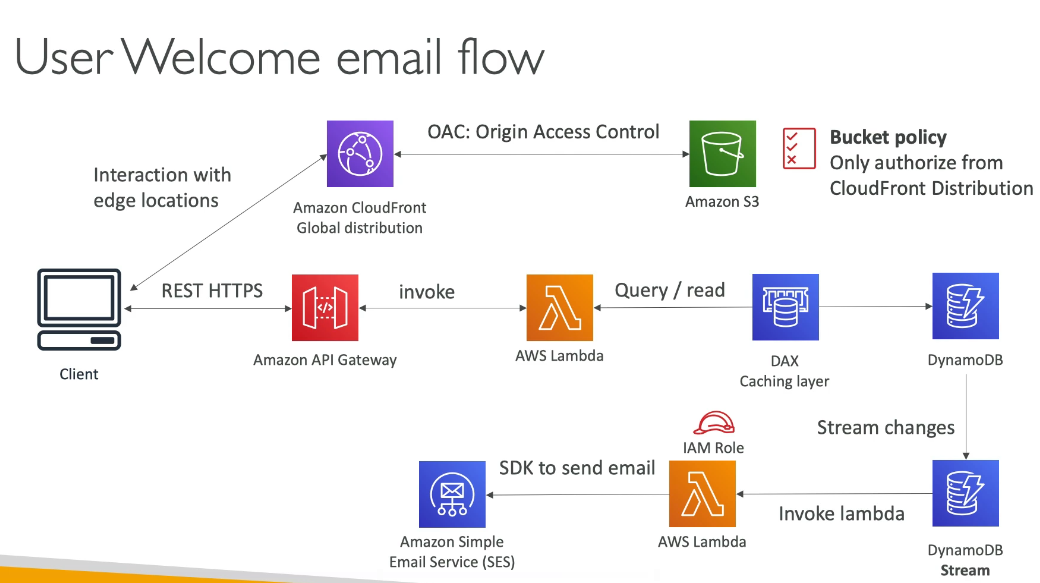 User Welcome email flow
OAC: Origin Access Control
Bucket policy
Only authorize from
CloudFront Distribution
Interaction with
edge locations
Amazon CloudFront
Global distribution
Amazon S3
REST HTTPS
invoke
Query / read
</>
Client
Amazon API Gateway
AWS Lambda
DAX
Caching layer
DynamoDB
Stream changes
IAM Role
SDK to send email
Invoke lambda
Amazon Simple
Email Service (SES)
AWS Lambda
DynamoDB
Stream